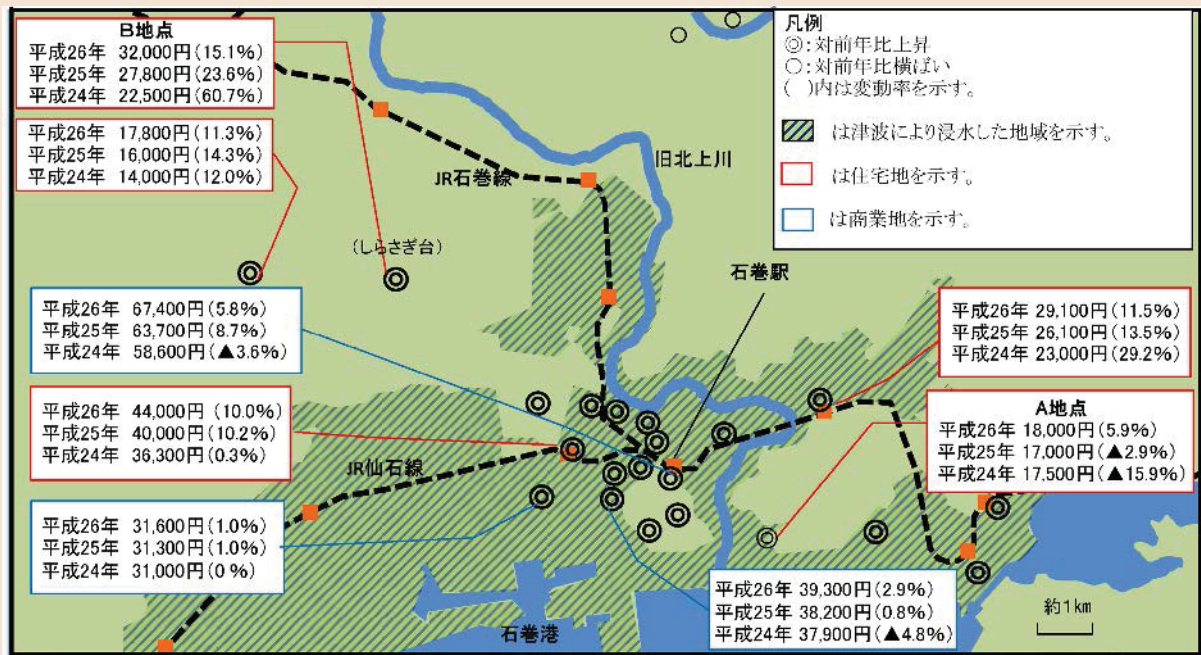 B地点
平成26年 32,000円(15.1%)
平成25年 27,800円(23.6%)
平成24年 22,500円(60.7%)
平成26年 17,800円(11.3%)
平成25年 16,000円(14.3%)
平成24年 14,000円(12.0%)
凡例
◎:対前年比上昇
○:対前年比横ばい
( )内は変動率を示す。
は津波により浸水した地域を示す。
は住宅地を示す。
は商業地を示す。
旧北上川
JR石巻線
(しらさぎ台)
石巻駅
平成26年 67,400円(5.8%)
平成25年 63,700円(8.7%)
平成24年 58,600円(▲3.6%)
平成26年 29,100円(11.5%)
平成25年 26,100円(13.5%)
平成24年 23,000円(29.2%)
平成26年 44,000円(10.0%)
平成25年 40,000円(10.2%)
平成24年 36,300円(0.3%)
A地点
平成26年 18,000円(5.9%)
平成25年 17,000円(▲2.9%)
平成24年 17,500円(▲15.9%)
JR仙石線
平成26年 31,600円(1.0%)
平成25年 31,300円(1.0%)
平成24年 31,000円(0%)
平成26年 39,300円(2.9%)
平成25年 38,200円(0.8%)
平成24年 37,900円(▲4.8%)
石巻港
約1km